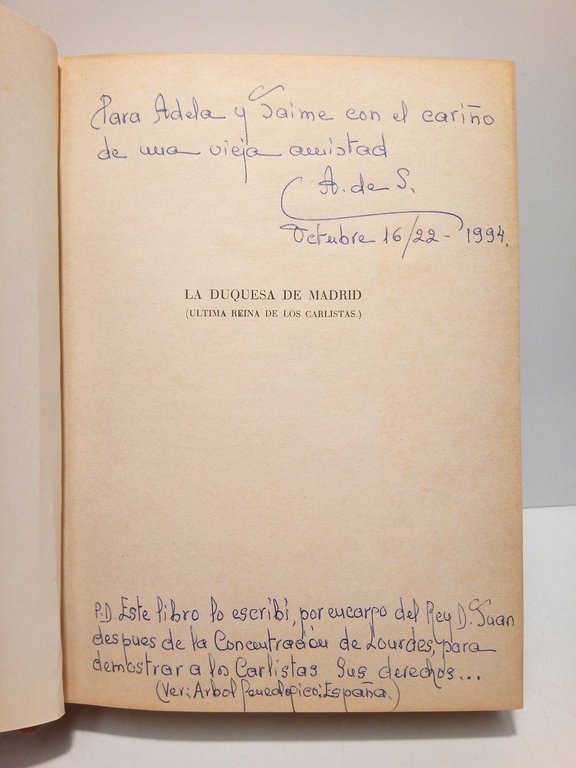 Para Adela y Jaime con el cariño
de una vieja amistad
A. de S.
Octubre 16/22 - 1994.
LA DUQUESA DE MADRID
(ULTIMA REINA DE LOS CARLISTAS.)
P.D Este libro lo escribí, por encargo del Rey D. Juan
despues de la Concentración de Lourdes, para
demostrar a los Carlistas sus derechos...
(Ver: Arbol Genealogico: España.)